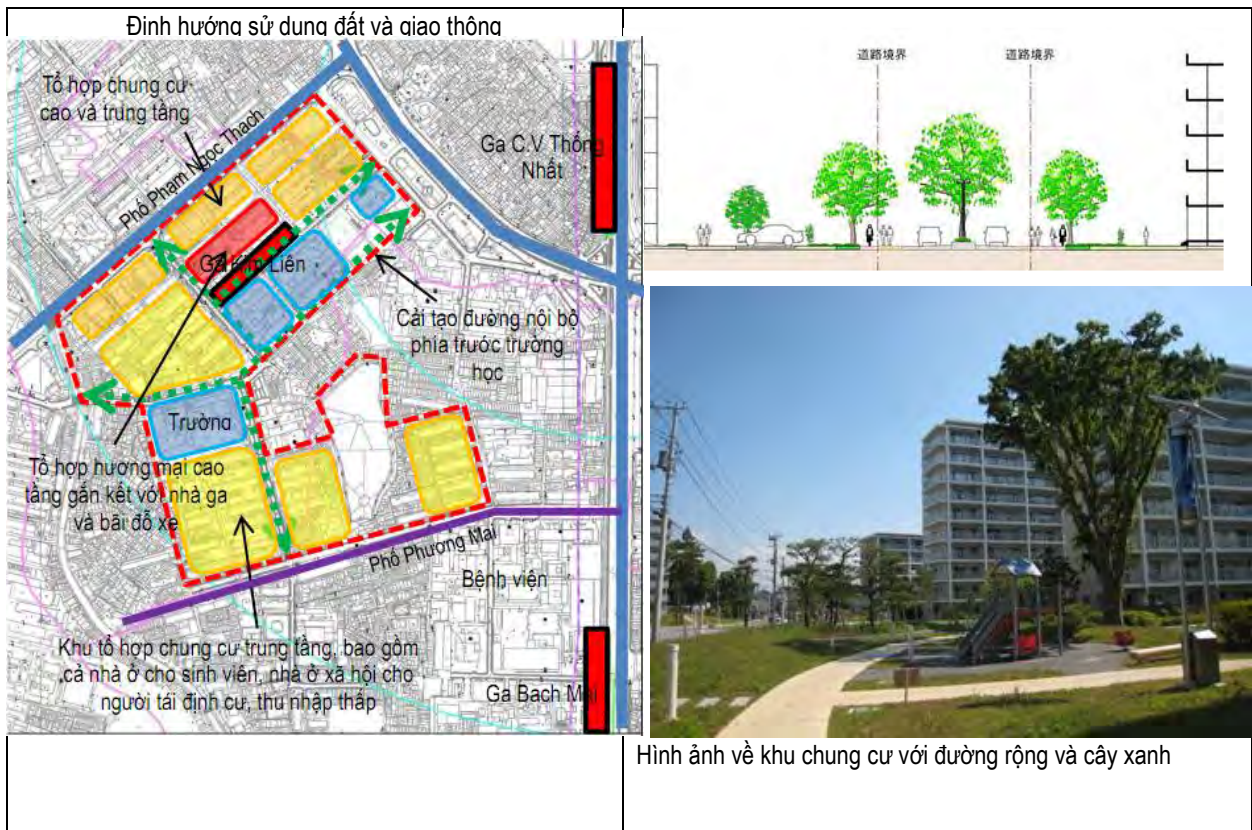 Định hướng sử dụng đất và giao thông
Tổ hợp chung cư
cao và trung tầng
Phố Phạm Ngọc Thạch
Ga C.V Thống
Nhất
Ga Kim Liên
Cải tạo đường nội bộ
phía trước trường
học
Trường
Tổ hợp hương mại cao
tầng gắn kết với nhà ga
và bãi đỗ xe
Phố Phương Mai
Bệnh viện
Khu tổ hợp chung cư trung tầng, bao gồm
cả nhà ở cho sinh viên, nhà ở xã hội cho
người tái định cư, thu nhập thấp
Ga Bạch Mai
道路境界
道路境界
Hình ảnh về khu chung cư với đường rộng và cây xanh